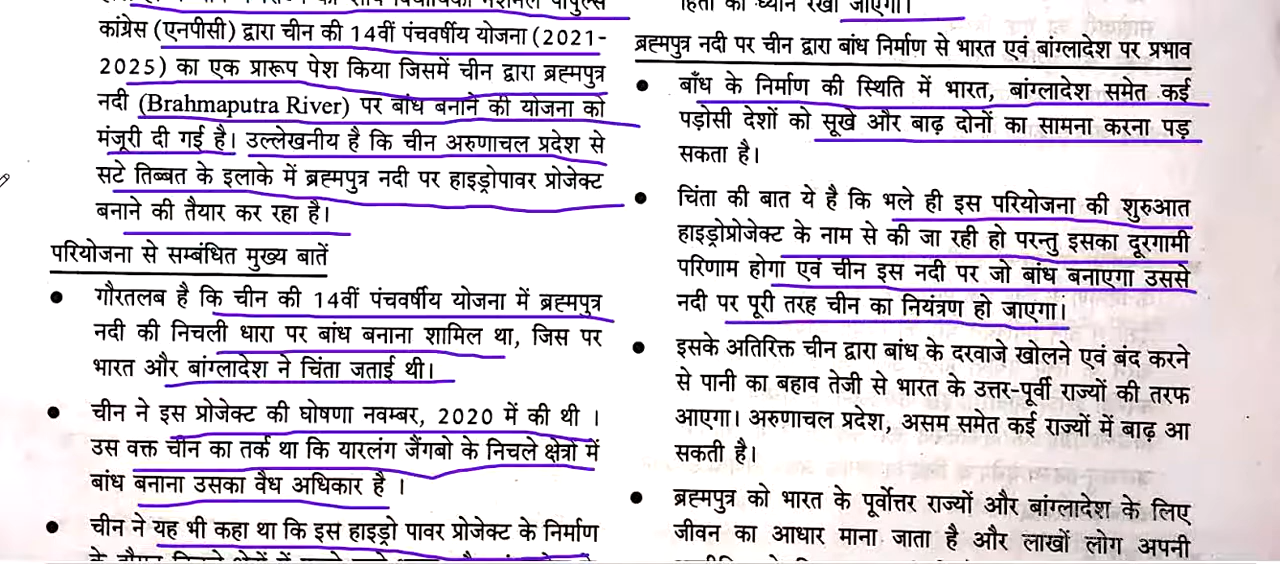 कांग्रेस (एनपीसी) द्वारा चीन की 14वीं पंचवर्षीय योजना (2021-
2025) का एक प्रारूप पेश किया जिसमें चीन द्वारा ब्रह्मपुत्र
नदी (Brahmaputra River) पर बांध बनाने की योजना को
मंजूरी दी गई है। उल्लेखनीय है कि चीन अरुणाचल प्रदेश से
सटे तिब्बत के इलाके में ब्रह्मपुत्र नदी पर हाइड्रोपावर प्रोजेक्ट
बनाने की तैयार कर रहा है।
परियोजना से सम्बंधित मुख्य बातें
• गौरतलब है कि चीन की 14वीं पंचवर्षीय योजना में ब्रह्मपुत्र
नदी की निचली धारा पर बांध बनाना शामिल था, जिस पर
भारत और बांग्लादेश ने चिंता जताई थी।
• चीन ने इस प्रोजेक्ट की घोषणा नवम्बर, 2020 में की थी ।
उस वक्त चीन का तर्क था कि यारलंग जैंगबो के निचले क्षेत्रों में
बांध बनाना उसका वैध अधिकार है ।
• चीन ने यह भी कहा था कि इस हाइड्रो पावर प्रोजेक्ट के निर्माण
हितों का ध्यान रखा जाएगा।
ब्रह्मपुत्र नदी पर चीन द्वारा बांध निर्माण से भारत एवं बांग्लादेश पर प्रभाव
• बाँध के निर्माण की स्थिति में भारत, बांग्लादेश समेत कई
पड़ोसी देशों को सूखे और बाढ़ दोनों का सामना करना पड़
सकता है।
• चिंता की बात ये है कि भले ही इस परियोजना की शुरुआत
हाइड्रोप्रोजेक्ट के नाम से की जा रही हो परन्तु इसका दूरगामी
परिणाम होगा एवं चीन इस नदी पर जो बांध बनाएगा उससे
नदी पर पूरी तरह चीन का नियंत्रण हो जाएगा।
• इसके अतिरिक्त चीन द्वारा बांध के दरवाजे खोलने एवं बंद करने
से पानी का बहाव तेजी से भारत के उत्तर-पूर्वी राज्यों की तरफ
आएगा। अरुणाचल प्रदेश, असम समेत कई राज्यों में बाढ़ आ
सकती है।
• ब्रह्मपुत्र को भारत के पूर्वोत्तर राज्यों और बांग्लादेश के लिए
जीवन का आधार माना जाता है और लाखों लोग अपनी